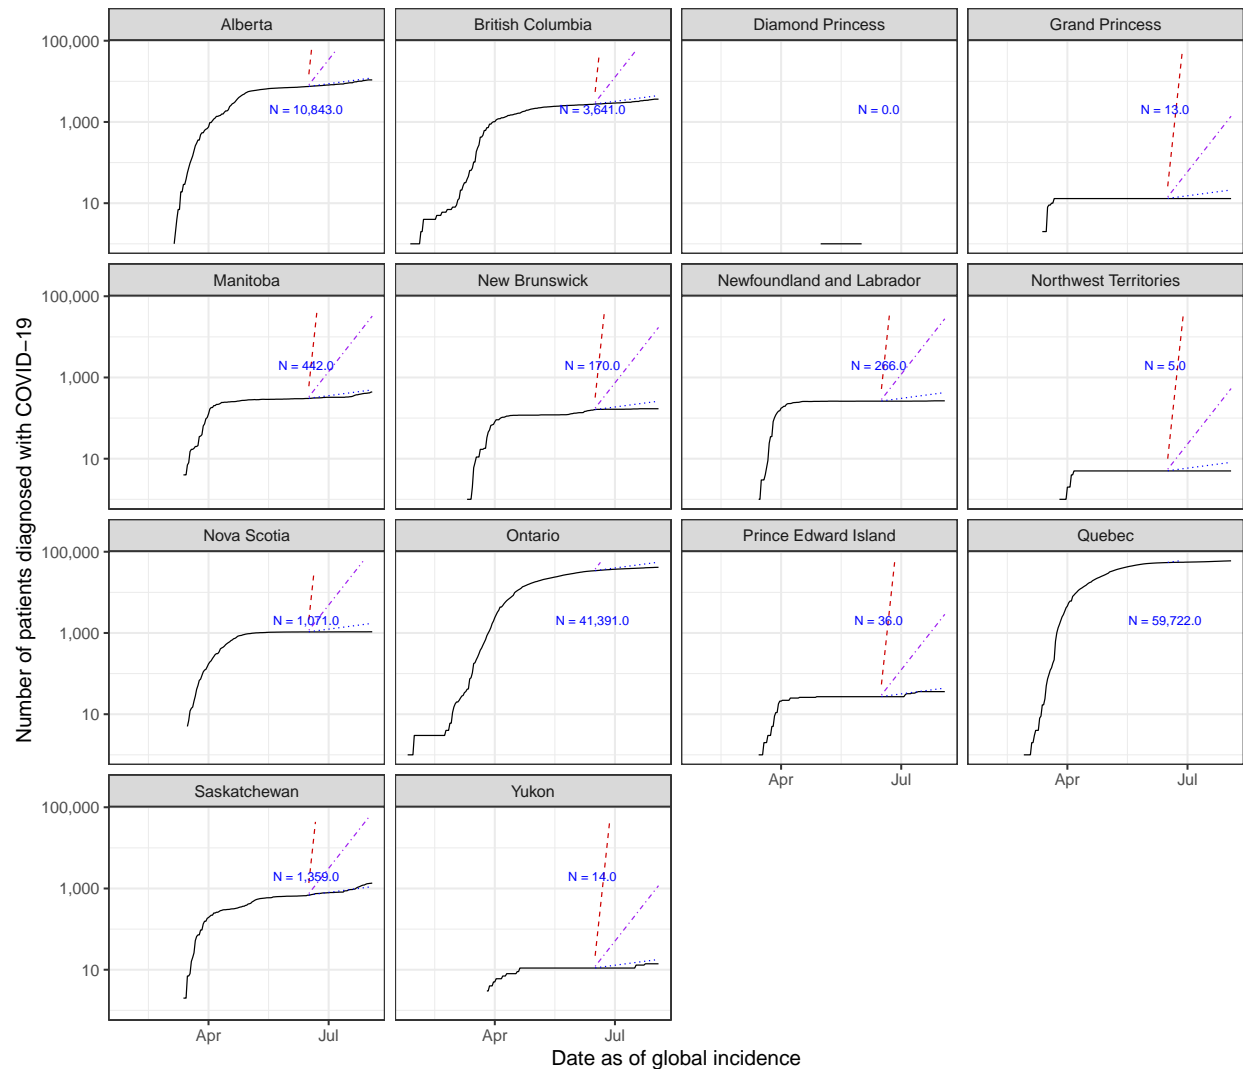 Number of patients diagnosed with COVID−19
Alberta
British Columbia
Diamond Princess
Grand Princess
100,000
1,000
10
N = 10,843.0
N = 3,641.0
N = 0.0
N = 13.0
Manitoba
New Brunswick
Newfoundland and Labrador
Northwest Territories
100,000
1,000
10
N = 442.0
N = 170.0
N = 266.0
N = 5.0
Nova Scotia
Ontario
Prince Edward Island
Quebec
100,000
1,000
10
N = 1,071.0
N = 41,391.0
N = 36.0
N = 59,722.0
Apr
Jul
Apr
Jul
Saskatchewan
Yukon
100,000
1,000
10
N = 1,359.0
N = 14.0
Apr
Jul
Apr
Jul
Date as of global incidence